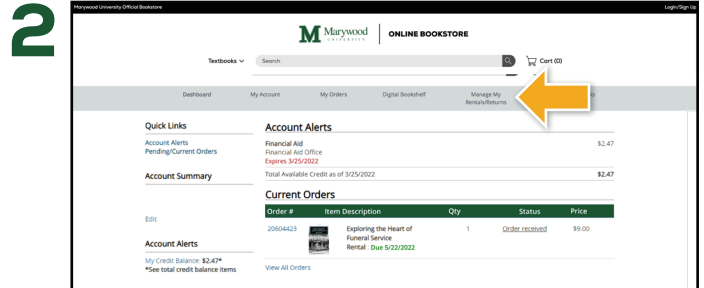 2
Marywood University Official Bookstore
Login/Sign Up
M Marywood UNIVERSITY ONLINE BOOKSTORE
Textbooks Search Cart (0)
Dashboard My Account My Orders Digital Bookshelf Manage My Rentals/Returns
Quick Links
Account Alerts
Pending/Current Orders
Account Summary
Edit
Account Alerts
My Credit Balance: $2.47*
*See total credit balance items
Account Alerts
Financial Aid $2.47
Financial Aid Office
Expires 3/25/2022
Total Available Credit as of 3/25/2022 $2.47
Current Orders
Order # Item Description Qty Status Price
20604423 Exploring the Heart of 1 Order received $9.00
Funeral Service
Rental Due 5/22/2022
View All Orders